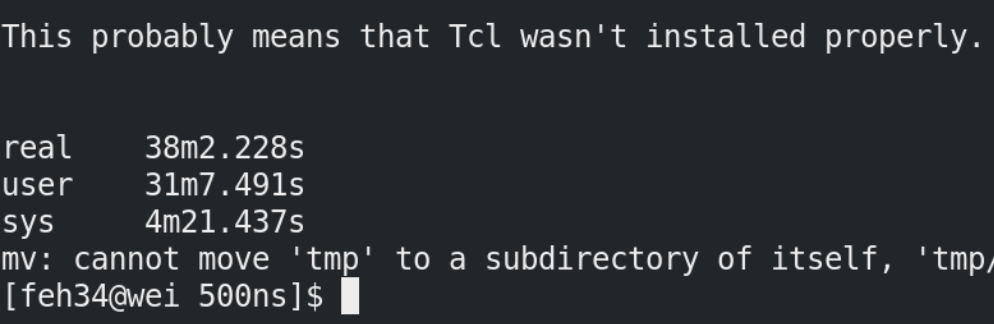 This probably means that Tcl wasn't installed properly.
real    38m2.228s
user    31m7.491s
sys     4m21.437s
mv: cannot move 'tmp' to a subdirectory of itself, 'tmp/
[feh34@wei 500ns]$